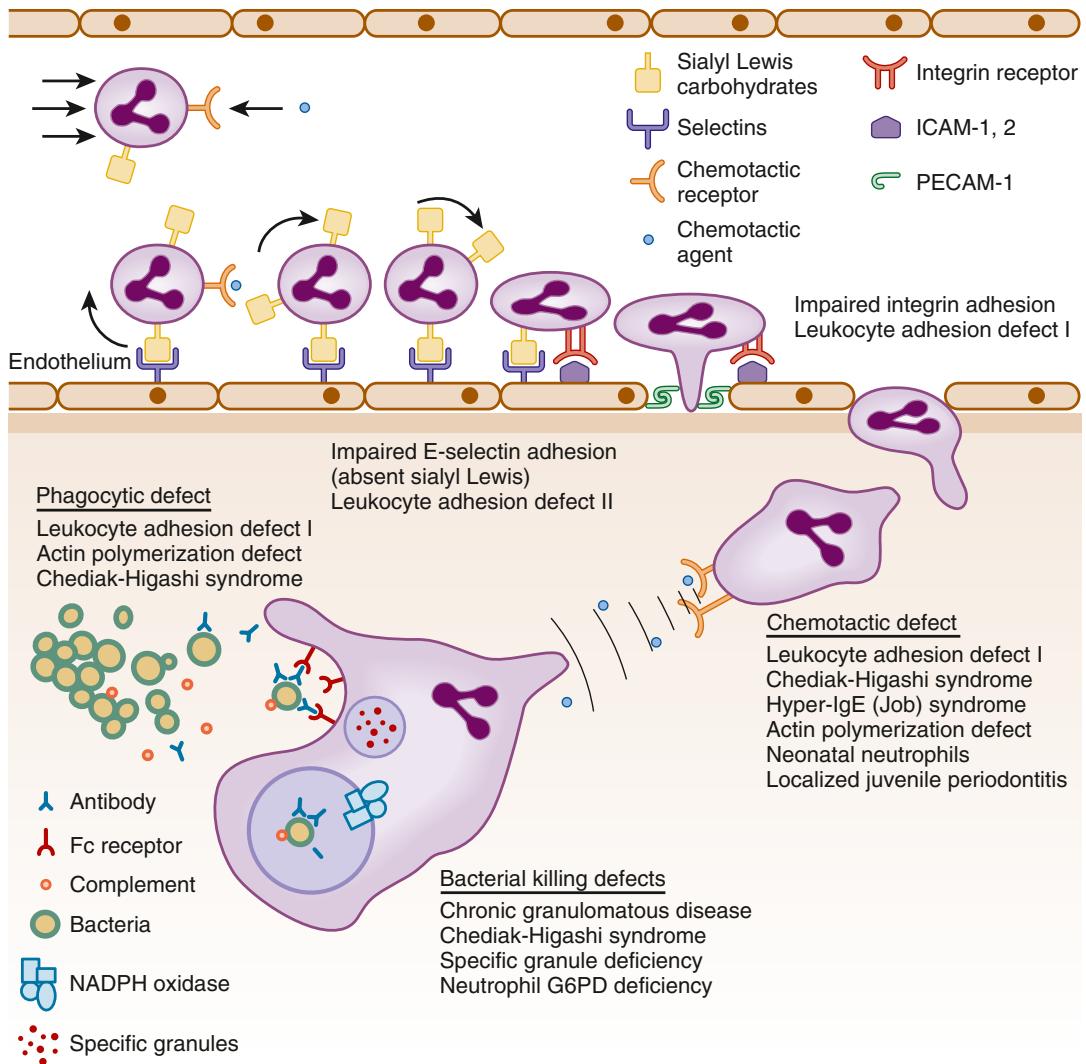 Sialyl Lewis
carbohydrates
Selectins
Chemotactic
receptor
Chemotactic
agent
Integrin receptor
ICAM-1, 2
PECAM-1
Impaired integrin adhesion
Leukocyte adhesion defect I
Endothelium
Impaired E-selectin adhesion
(absent sialyl Lewis)
Leukocyte adhesion defect II
Phagocytic defect
Leukocyte adhesion defect I
Actin polymerization defect
Chediak-Higashi syndrome
Chemotactic defect
Leukocyte adhesion defect I
Chediak-Higashi syndrome
Hyper-IgE (Job) syndrome
Actin polymerization defect
Neonatal neutrophils
Localized juvenile periodontitis
Antibody
Fc receptor
Complement
Bacteria
NADPH oxidase
Specific granules
Bacterial killing defects
Chronic granulomatous disease
Chediak-Higashi syndrome
Specific granule deficiency
Neutrophil G6PD deficiency